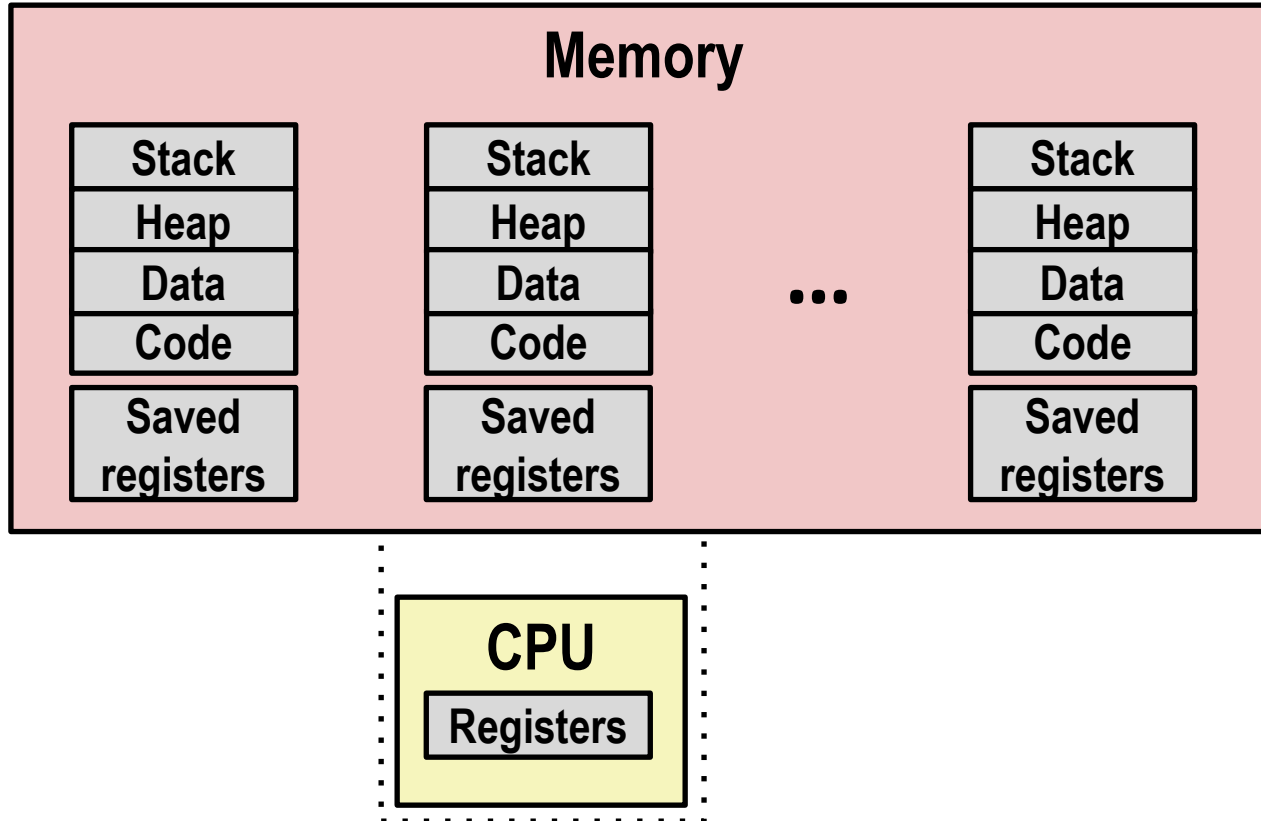 Memory
Stack
Heap
Data
Code
Saved
registers
Stack
Heap
Data
Code
Saved
registers
...
Stack
Heap
Data
Code
Saved
registers
CPU
Registers